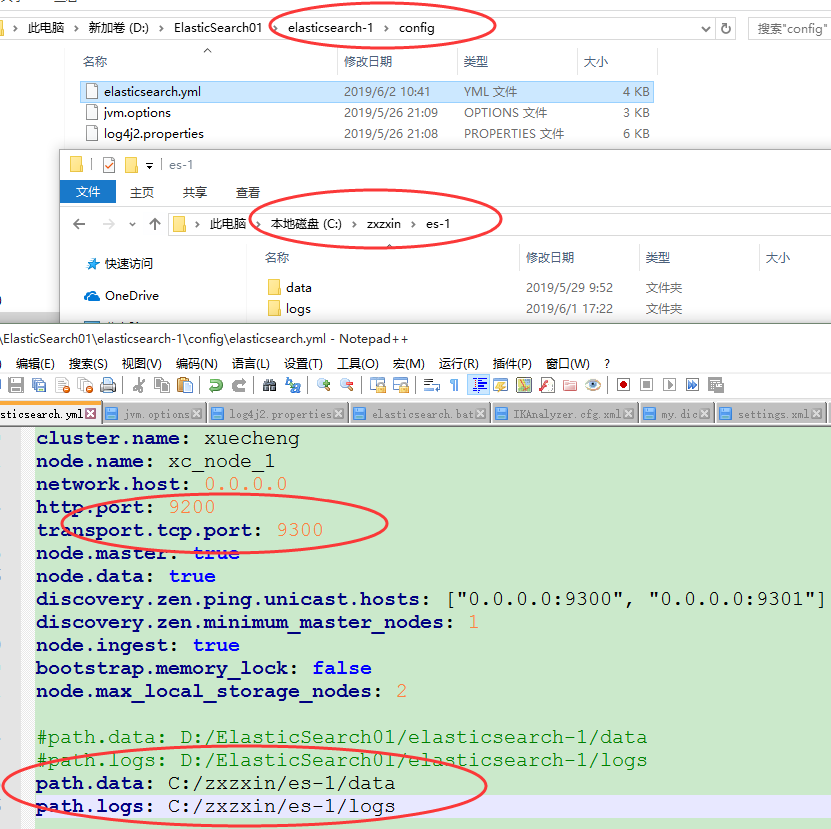 此电脑 › 新加卷 (D:) › ElasticSearch01 › elasticsearch-1 › config 搜索"config"
名称 修改日期 类型 大小
elasticsearch.yml 2019/6/2 10:41 YML 文件 4 KB
jvm.options 2019/5/26 21:09 OPTIONS 文件 3 KB
log4j2.properties 2019/5/26 21:08 PROPERTIES 文件 6 KB
es-1
文件 主页 共享 查看
此电脑 › 本地磁盘 (C:) › zxzxin › es-1
名称 修改日期 类型 大小
快速访问
OneDrive
data 2019/5/29 9:52 文件夹
logs 2019/6/1 17:22 文件夹
\ElasticSearch01\elasticsearch-1\config\elasticsearch.yml - Notepad++
编辑(E) 搜索(S) 视图(V) 编码(N) 语言(L) 设置(T) 工具(O) 宏(M) 运行(R) 插件(P) 窗口(W) ?
sticsearch.yml jvm.options log4j2.properties elasticsearch.bat IKAnalyzer.cfg.xml my.dic settings.xml
cluster.name: xuecheng
node.name: xc_node_1
network.host: 0.0.0.0
http.port: 9200
transport.tcp.port: 9300
node.master: true
node.data: true
discovery.zen.ping.unicast.hosts: ["0.0.0.0:9300", "0.0.0.0:9301"]
discovery.zen.minimum_master_nodes: 1
node.ingest: true
bootstrap.memory_lock: false
node.max_local_storage_nodes: 2
#path.data: D:/ElasticSearch01/elasticsearch-1/data
#path.logs: D:/ElasticSearch01/elasticsearch-1/logs
path.data: C:/zxzxin/es-1/data
path.logs: C:/zxzxin/es-1/logs